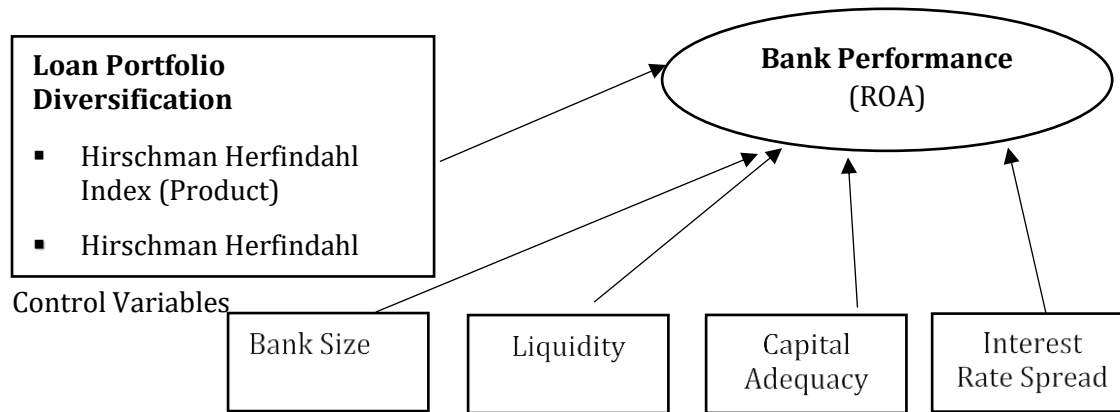 Loan Portfolio
Diversification
▪ Hirschman Herfindahl
Index (Product)
▪ Hirschman Herfindahl
Bank Performance
(ROA)
Control Variables
Bank Size
Liquidity
Capital
Adequacy
Interest
Rate Spread